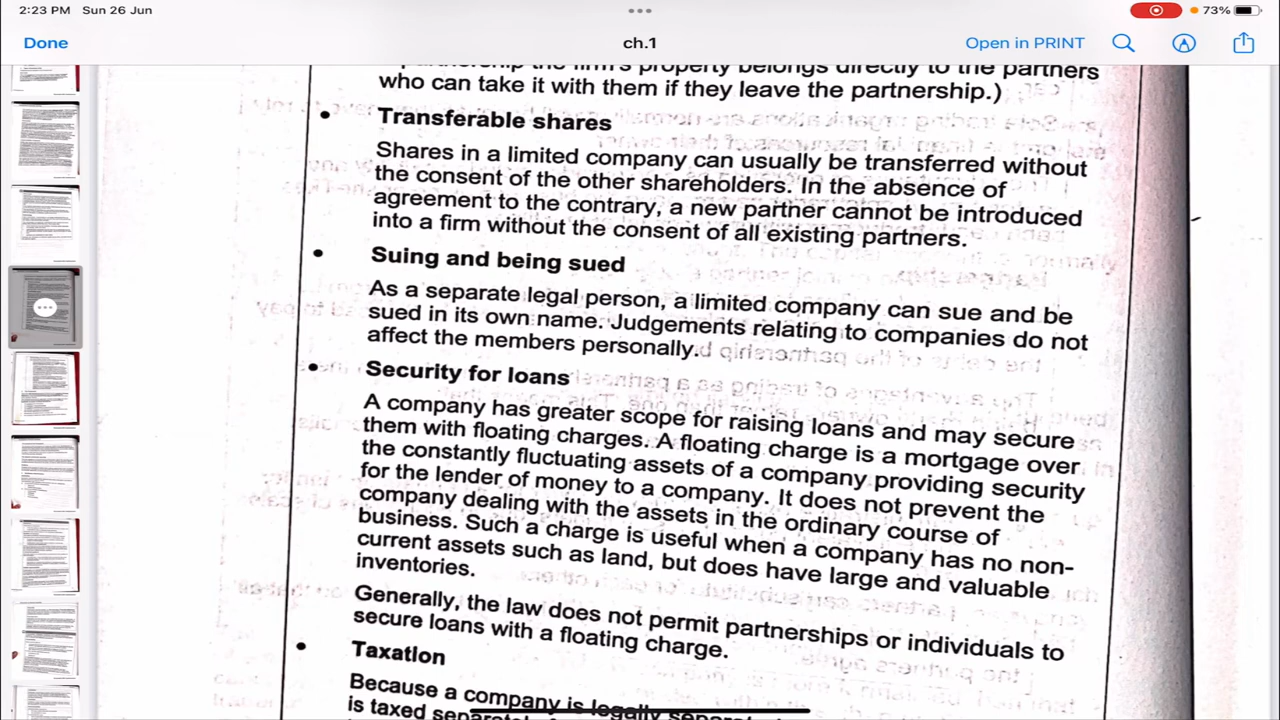 2:23 PM Sun 26 Jun
73%
Done
ch.1
Open in PRINT
the firm's property belongs directly to the partners
who can take it with them if they leave the partnership.)
• Transferable shares
Shares in a limited company can usually be transferred without
the consent of the other shareholders. In the absence of
agreement to the contrary, a new partner cannot be introduced
into a firm without the consent of all existing partners.
• Suing and being sued
As a separate legal person, a limited company can sue and be
sued in its own name. Judgements relating to companies do not
affect the members personally.
• Security for loans
A company has greater scope for raising loans and may secure
them with floating charges. A floating charge is a mortgage over
the constantly fluctuating assets of a company providing security
for the lender of money to a company. It does not prevent the
company dealing with the assets in the ordinary course of
business. Such a charge is useful when a company has no non-
current assets such as land, but does have large and valuable
inventories.
Generally, the law does not permit partnerships or individuals to
secure loans with a floating charge.
• Taxation
Because a company is legally
is taxed